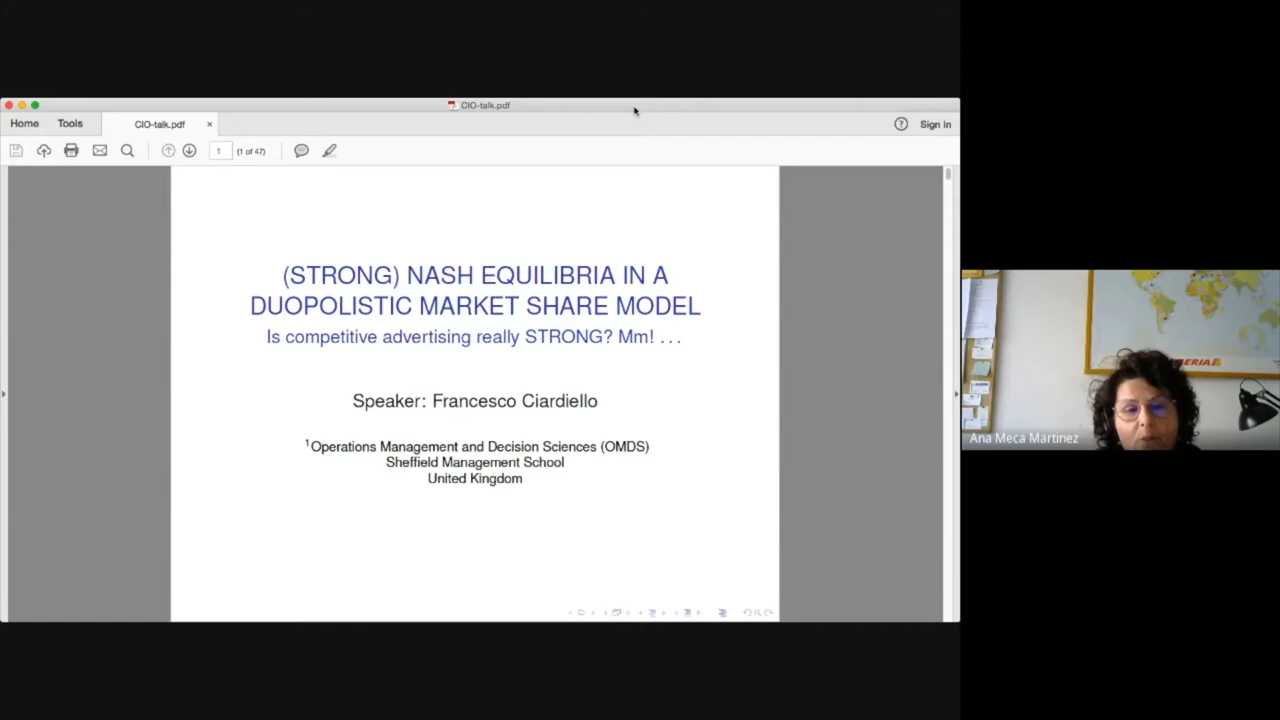 CIO-talk.pdf
Home
Tools
CIO-talk.pdf ×
? Sign In
1 (1 of 47)
(STRONG) NASH EQUILIBRIA IN A
DUOPOLISTIC MARKET SHARE MODEL
Is competitive advertising really STRONG? Mm! . . .
Speaker: Francesco Ciardiello
1Operations Management and Decision Sciences (OMDS)
Sheffield Management School
United Kingdom
Ana Meca Martinez